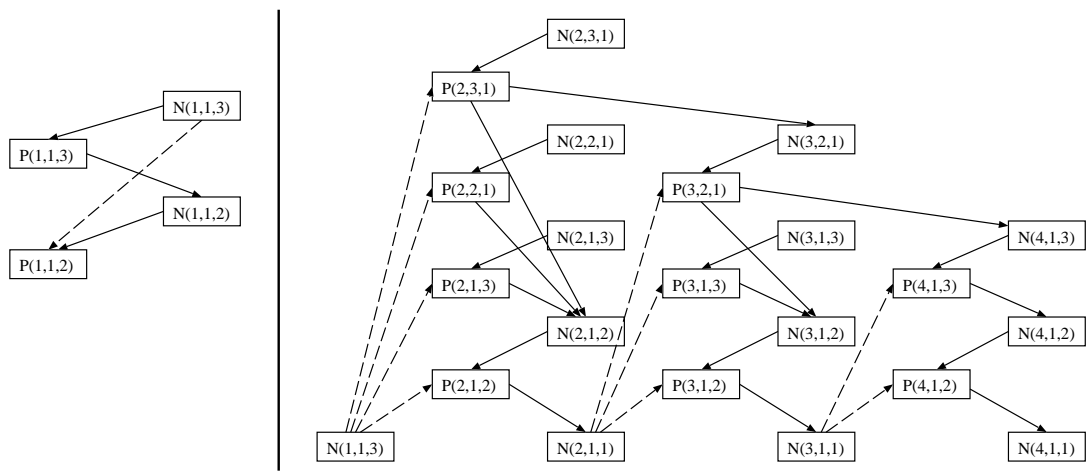 N(1,1,3)
P(1,1,3)
N(1,1,2)
P(1,1,2)
N(2,3,1)
P(2,3,1)
N(2,2,1) N(3,2,1)
P(2,2,1) P(3,2,1)
N(2,1,3) N(3,1,3) N(4,1,3)
P(2,1,3) P(3,1,3) P(4,1,3)
N(2,1,2) N(3,1,2) N(4,1,2)
P(2,1,2) P(3,1,2) P(4,1,2)
N(1,1,3) N(2,1,1) N(3,1,1) N(4,1,1)